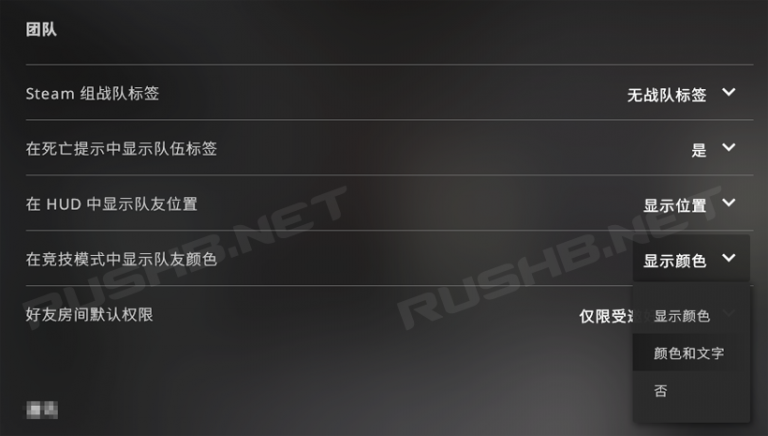 团队
Steam 组战队标签
无战队标签
在死亡提示中显示队伍标签
是
在 HUD 中显示队友位置
显示位置
在竞技模式中显示队友颜色
显示颜色
好友房间默认权限
仅限受
显示颜色
颜色和文字
否
RUSHB.NET
RUSHB.NET